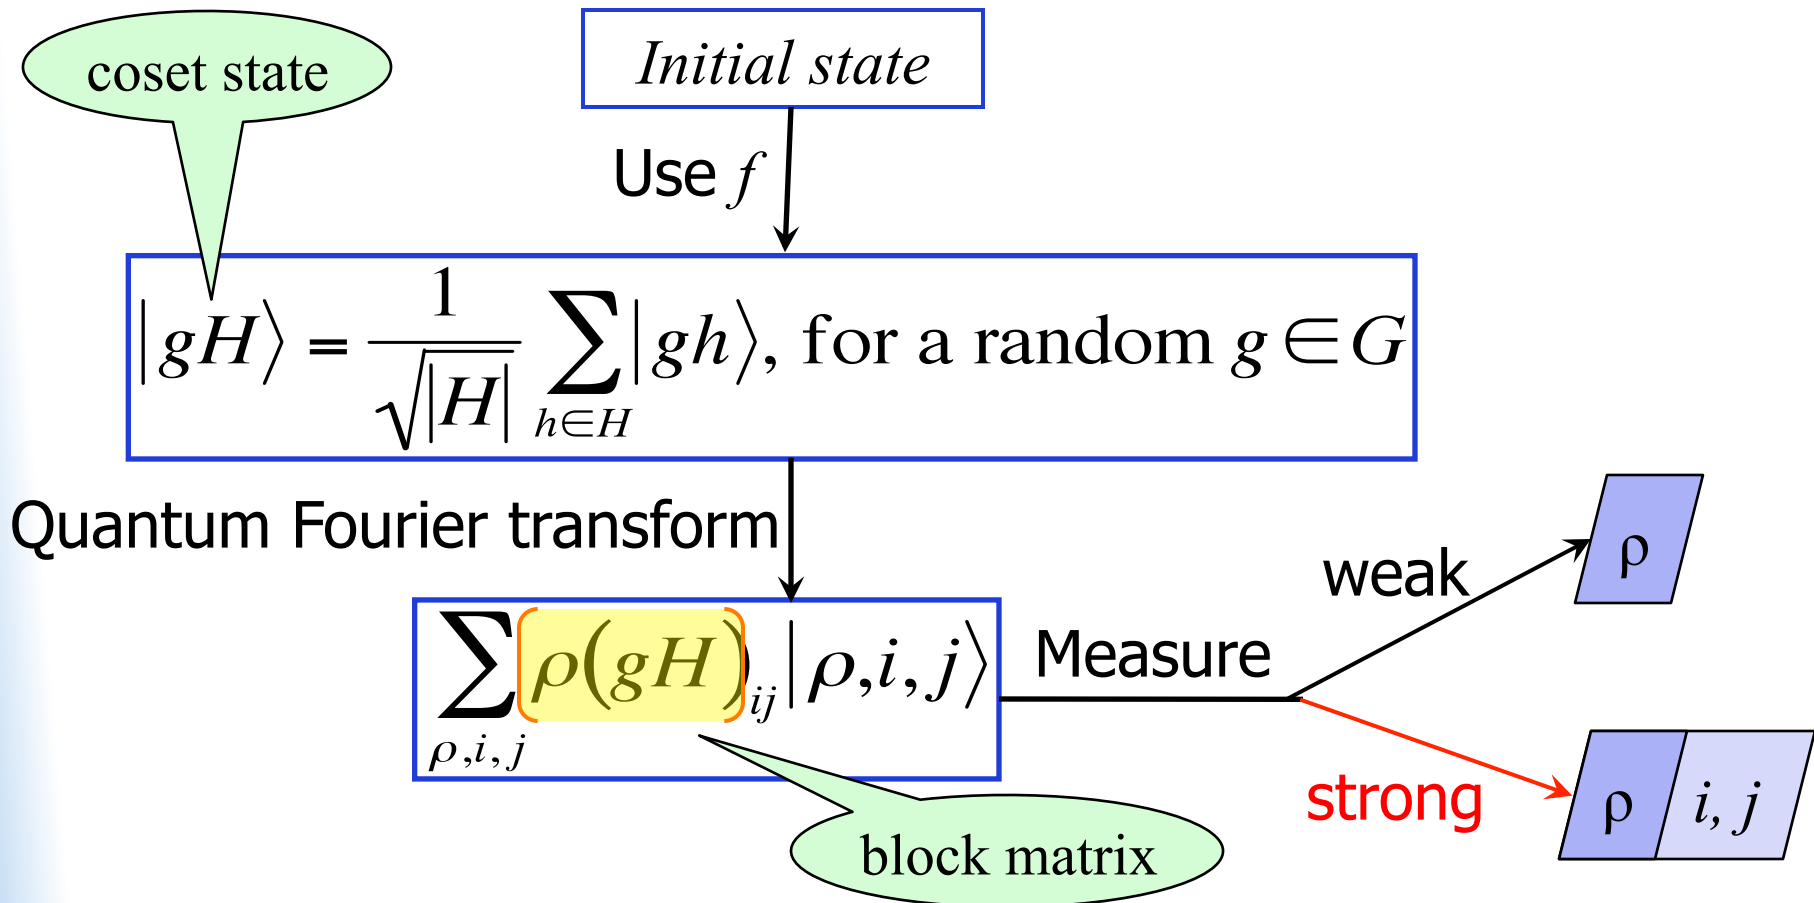 coset state
Initial state
Use f
|gH⟩ = 1/√|H| ∑_{h∈H} |gh⟩, for a random g ∈ G
Quantum Fourier transform
∑_{ρ,i,j} ρ(gH)_{ij} |ρ,i,j⟩
Measure
weak
ρ
strong
ρ i, j
block matrix